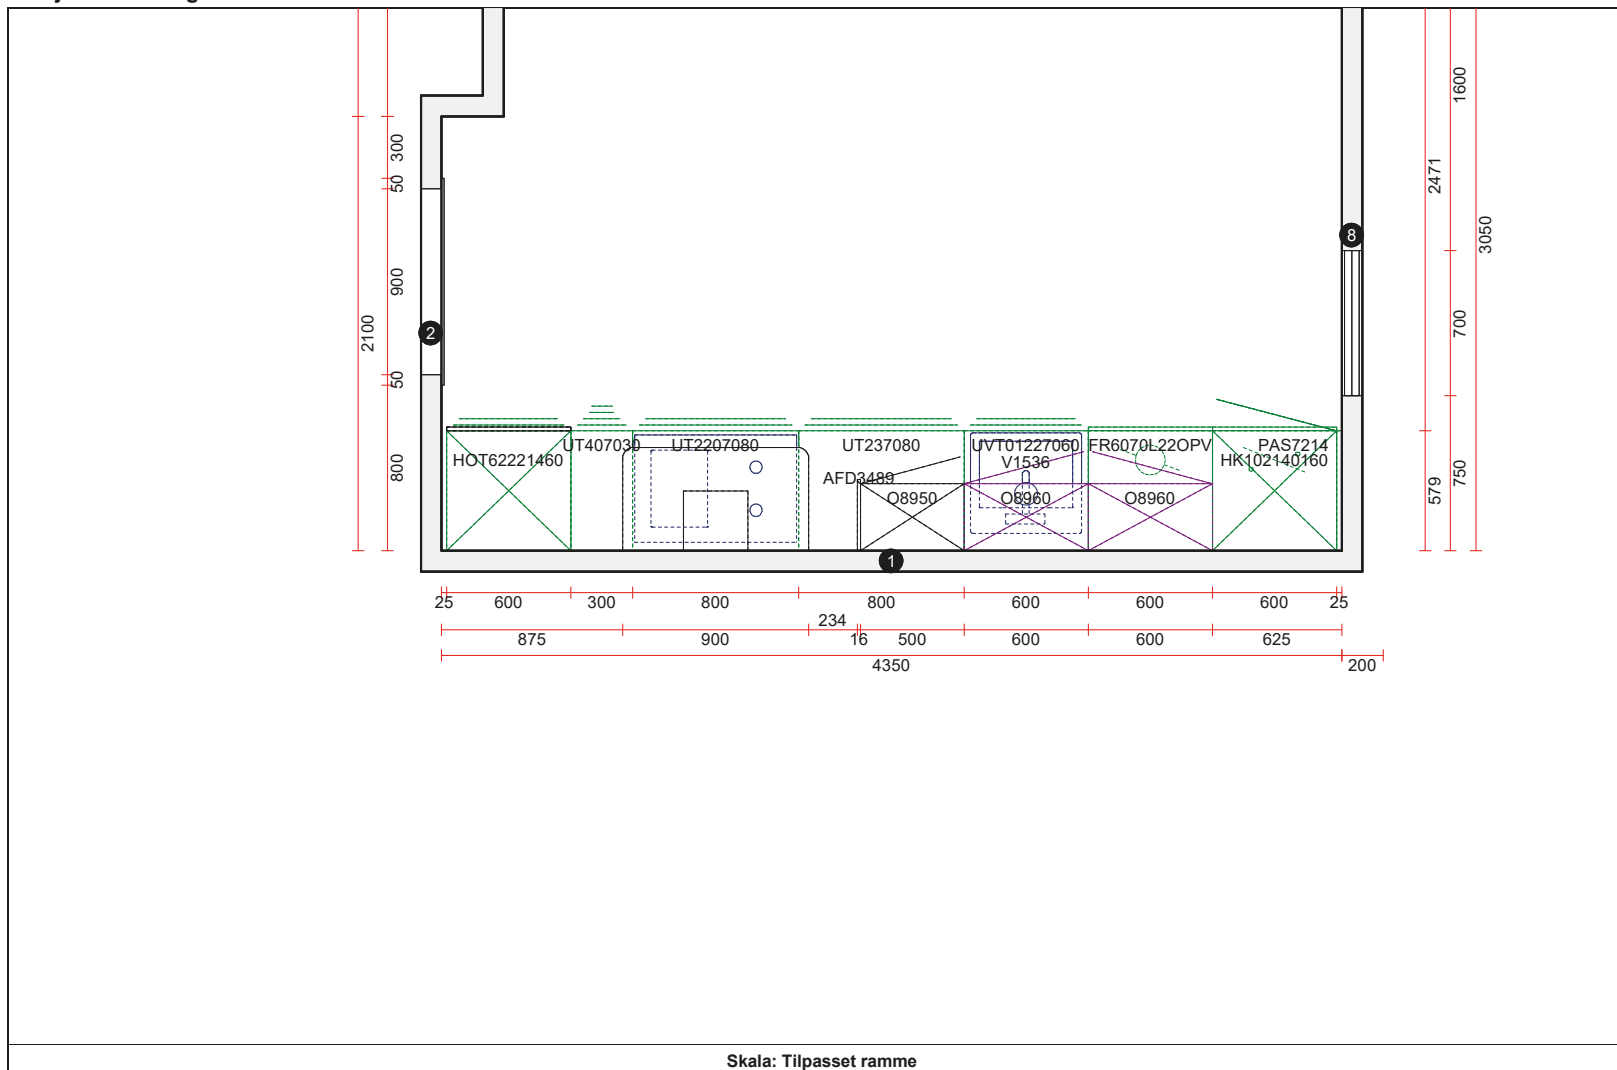 1600
300
50
2471
8
3050
900
2
2100
700
50
UT407030 UT2207080 UT237080 UVT01227060 FR6070L22OPV PAS7214
HOT62221460 V1536 HK102140160
800 AFD3489 579 750
O8950 O8960 O8960
1
25 600 300 800 800 600 600 600 25
234
875 900 16 500 600 600 625
4350 200
Skala: Tilpasset ramme